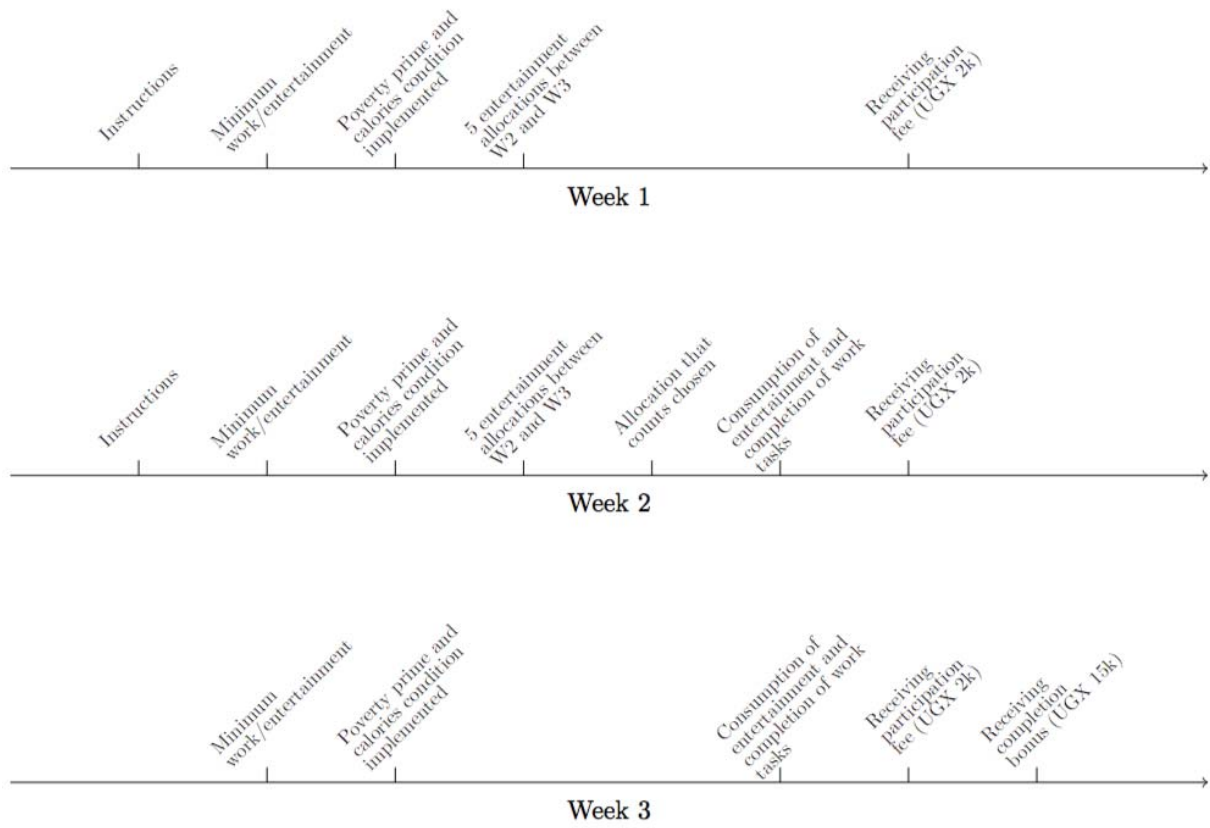 Instructions
Minimum
work/entertainment
Poverty prime and
calories condition
implemented
5 entertainment
allocations between
W2 and W3
Receiving
participation
fee (UGX 2k)
Week 1
Instructions
Minimum
work/entertainment
Poverty prime and
calories condition
implemented
5 entertainment
allocations between
W2 and W3
Allocation that
counts chosen
Consumption of
entertainment and
completion of work
tasks
Receiving
participation
fee (UGX 2k)
Week 2
Minimum
work/entertainment
Poverty prime and
calories condition
implemented
Consumption of
entertainment and
completion of work
tasks
Receiving
participation
fee (UGX 2k)
Receiving
completion
bonus (UGX 15k)
Week 3